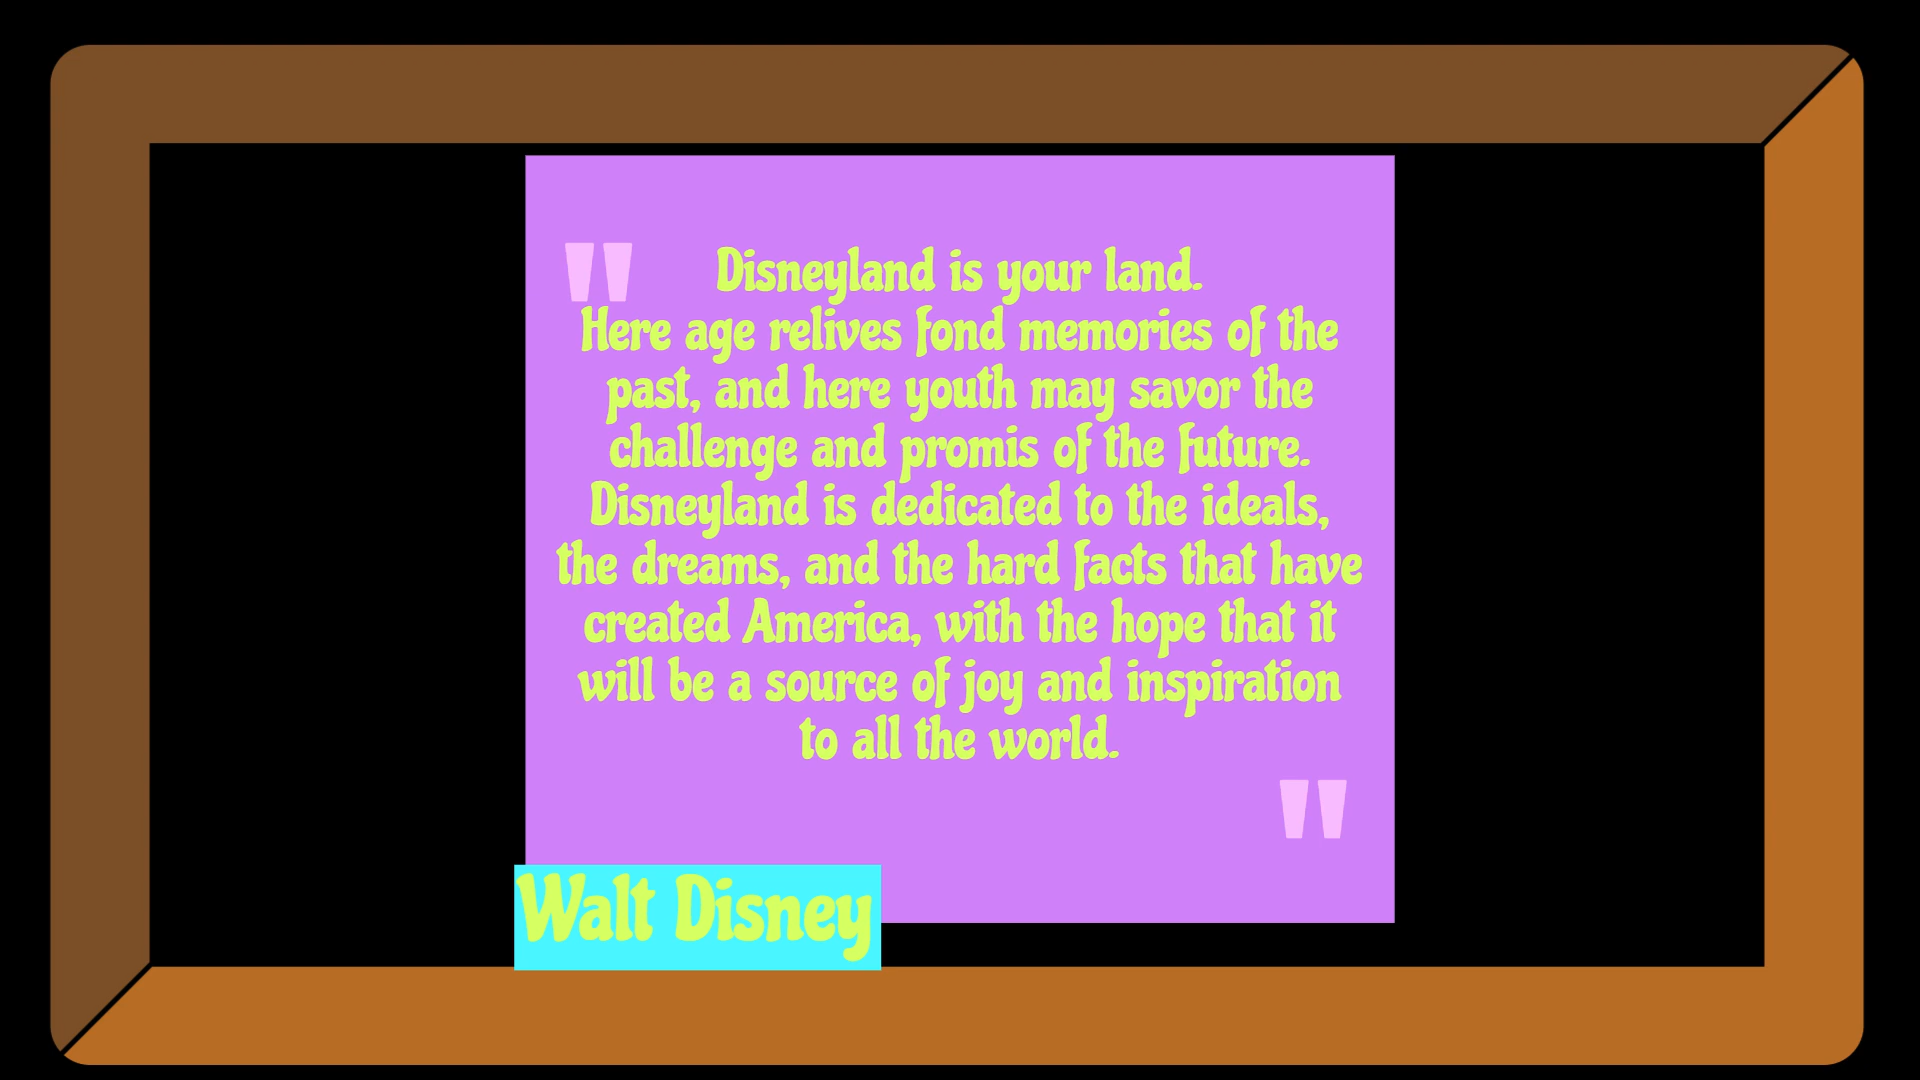 "Disneyland is your land.
Here age relives fond memories of the
past, and here youth may savor the
challenge and promis of the future.
Disneyland is dedicated to the ideals,
the dreams, and the hard facts that have
created America, with the hope that it
will be a source of joy and inspiration
to all the world.
"
Walt Disney